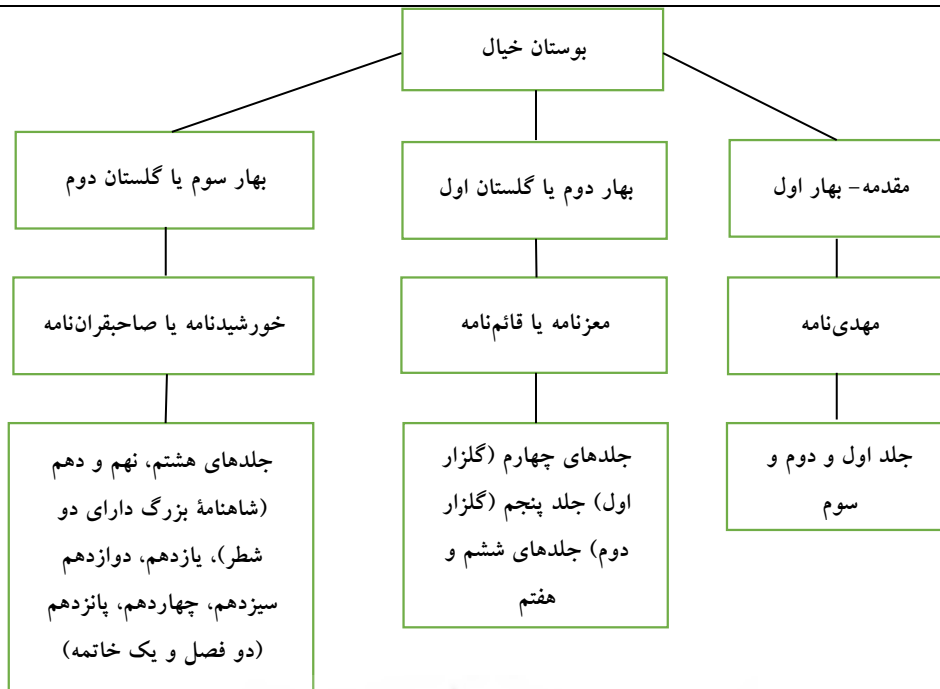 بوستان خیال
مقدمه- بهار اول
بهار دوم یا گلستان اول
بهار سوم یا گلستان دوم
مهدی‌نامه
معزنامه یا قائم‌نامه
خورشیدنامه یا صاحبقران‌نامه
جلد اول و دوم و
سوم
جلدهای چهارم (گلزار
اول) جلد پنجم (گلزار
دوم) جلدهای ششم و
هفتم
جلدهای هشتم، نهم و دهم
(شاهنامهٔ بزرگ دارای دو
شطر)، یازدهم، دوازدهم
سیزدهم، چهاردهم، پانزدهم
(دو فصل و یک خاتمه)